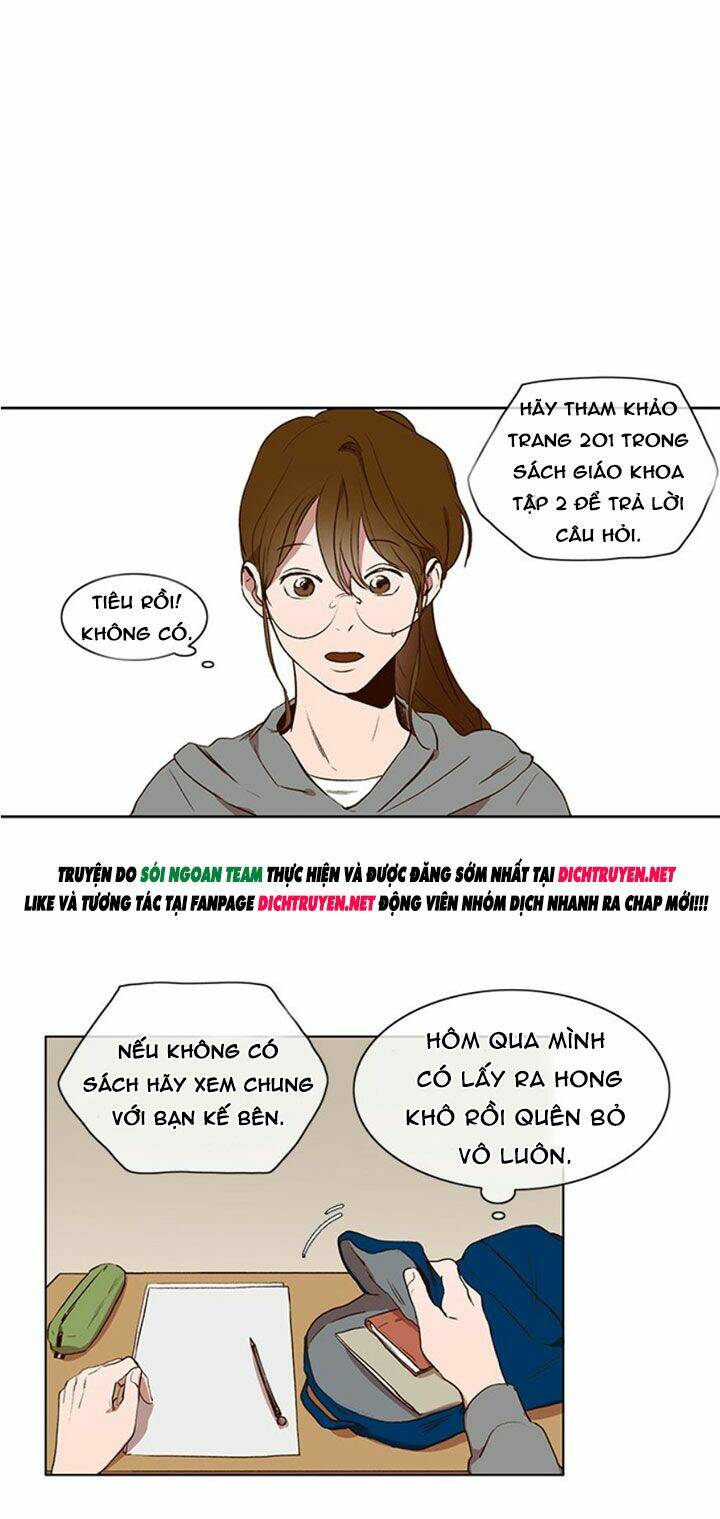 HÃY THAM KHẢO
TRANG 201 TRONG
SÁCH GIÁO KHOA
TẬP 2 ĐỂ TRẢ LỜI
CÂU HỎI.
TIÊU RỒI!
KHÔNG CÓ.
TRUYỆN DO SÓI NGOAN TEAM THỰC HIỆN VÀ ĐƯỢC ĐĂNG SỚM NHẤT TẠI DICHTRUYEN.NET
LIKE VÀ TƯƠNG TÁC TẠI FANPAGE DICHTRUYEN.NET ĐỘNG VIÊN NHÓM DỊCH NHANH RA CHAP MỚI!!!
NẾU KHÔNG CÓ
SÁCH HÃY XEM CHUNG
VỚI BẠN KẾ BÊN.
HÔM QUA MÌNH
CÓ LẤY RA HONG
KHÔ RỒI QUÊN BỎ
VÔ LUÔN.